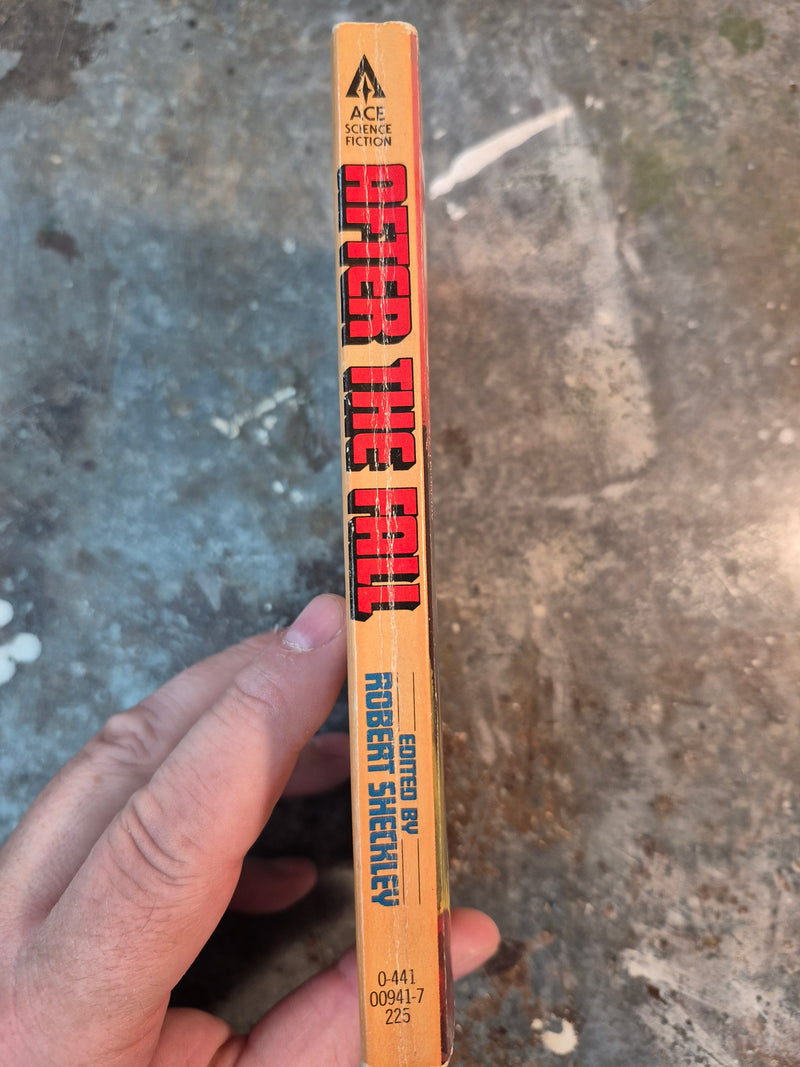 ACE
SCIENCE
FICTION
AFTER THE FALL
EDITED BY
ROBERT SHECKLEY
0-441
00941-7
225